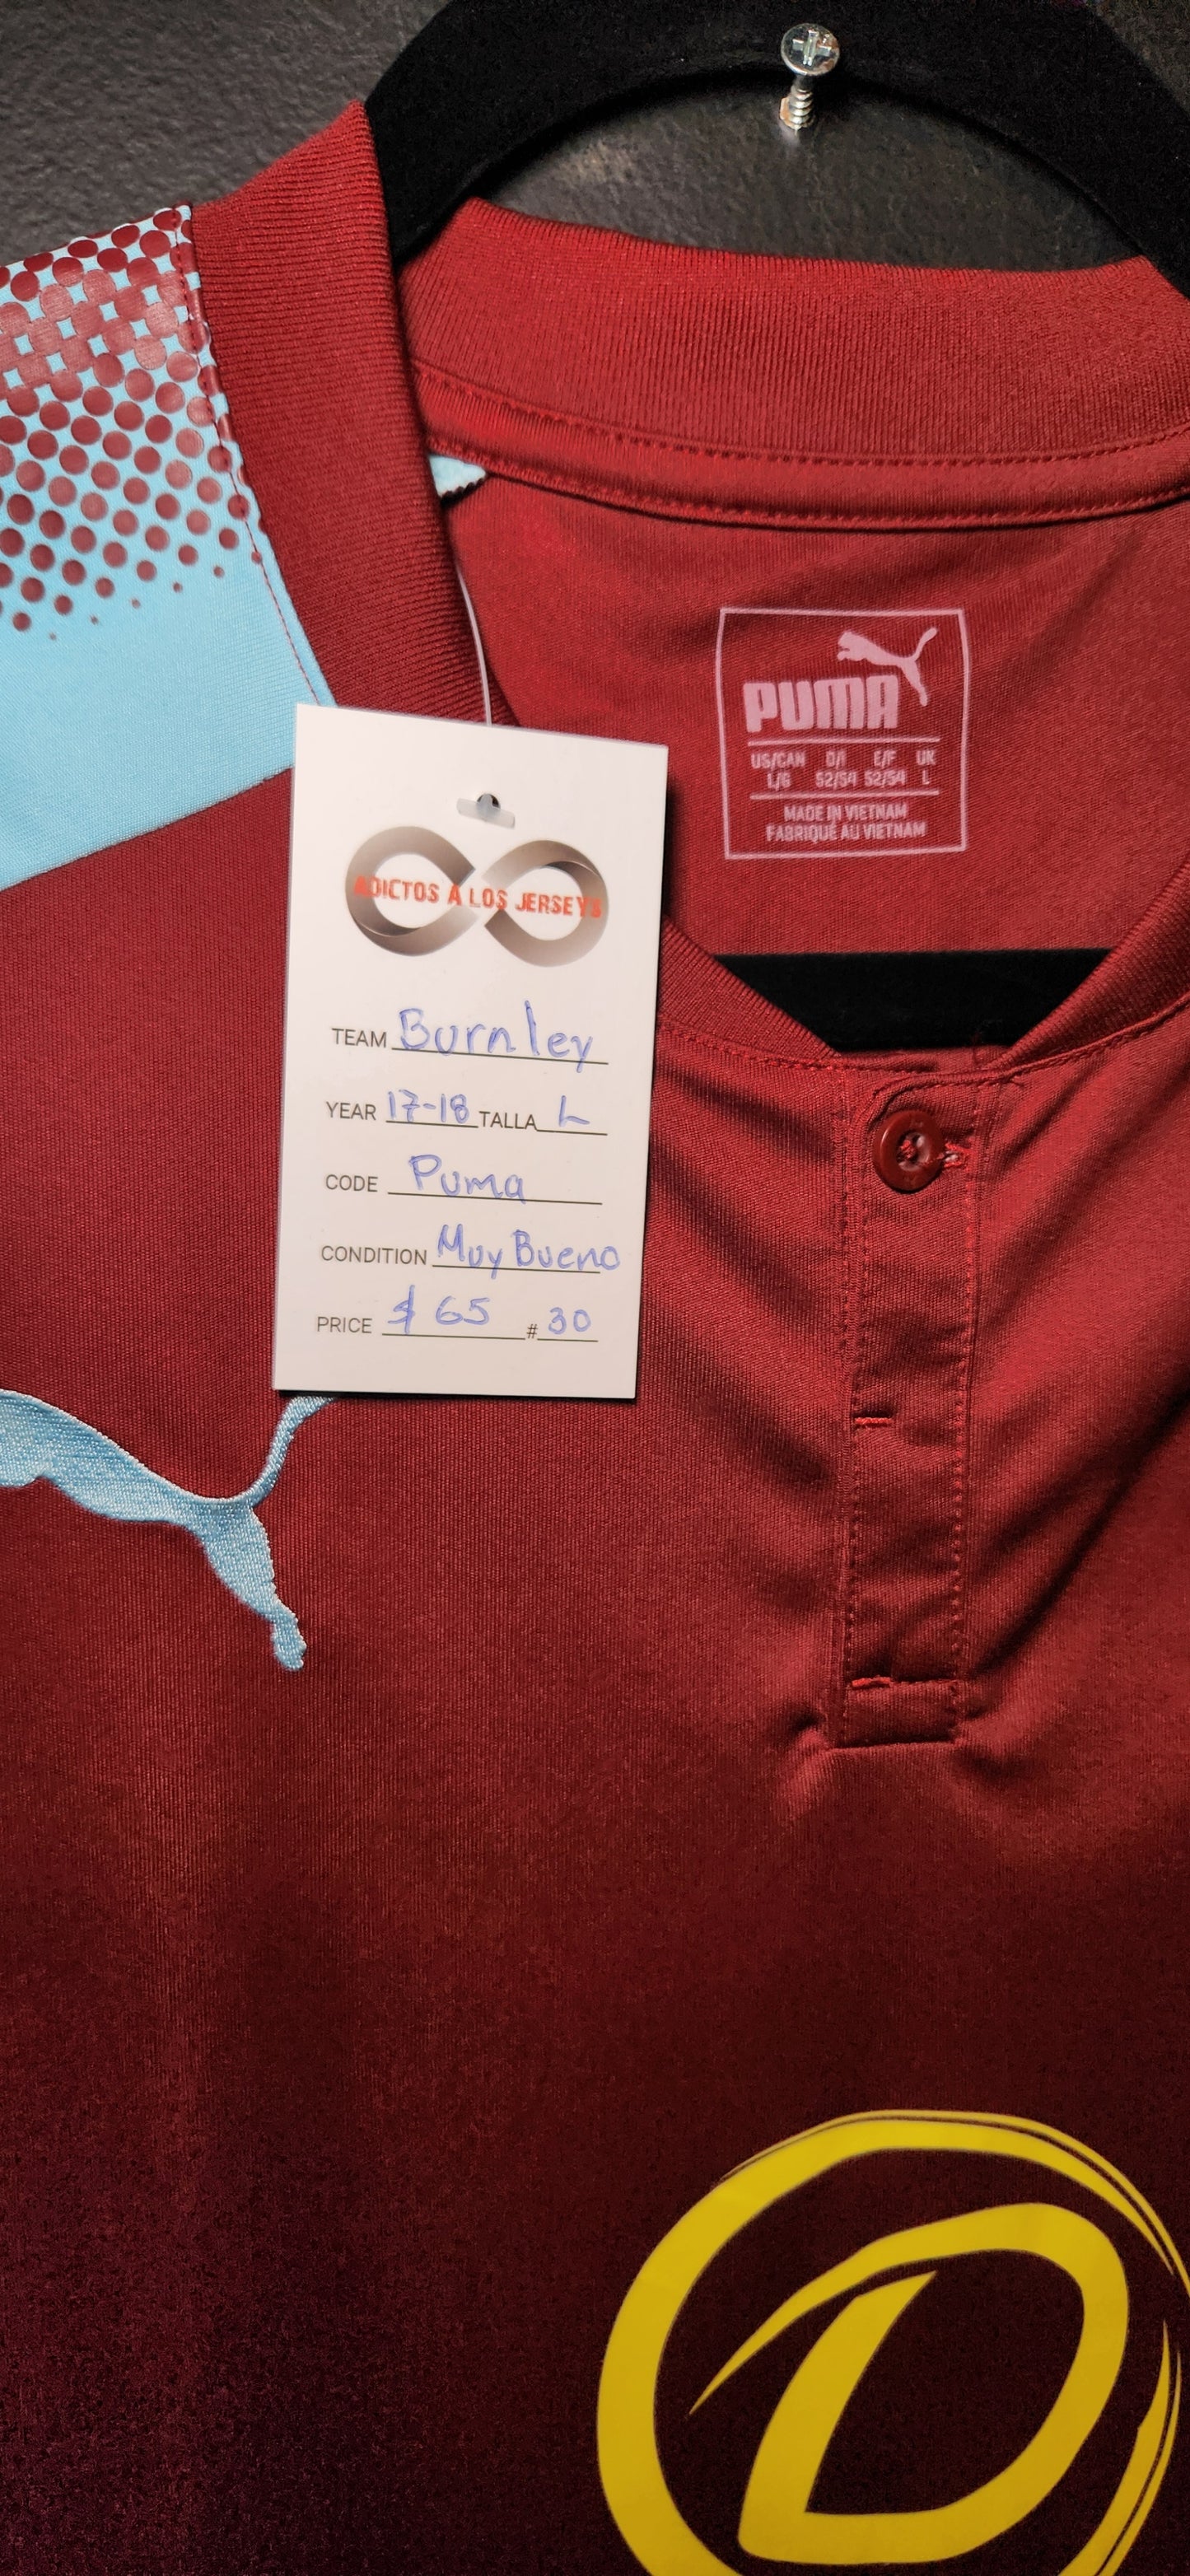 PUMA
US/CAN D/I E/F UK
L/G 52/54 52/54 L
MADE IN VIETNAM
FABRIQUÉ AU VIETNAM
ADICTOS A LOS JERSEYS
TEAM Burnley
YEAR 17-18 TALLA L
CODE Puma
CONDITION Muy Bueno
PRICE $ 65 # 30
D